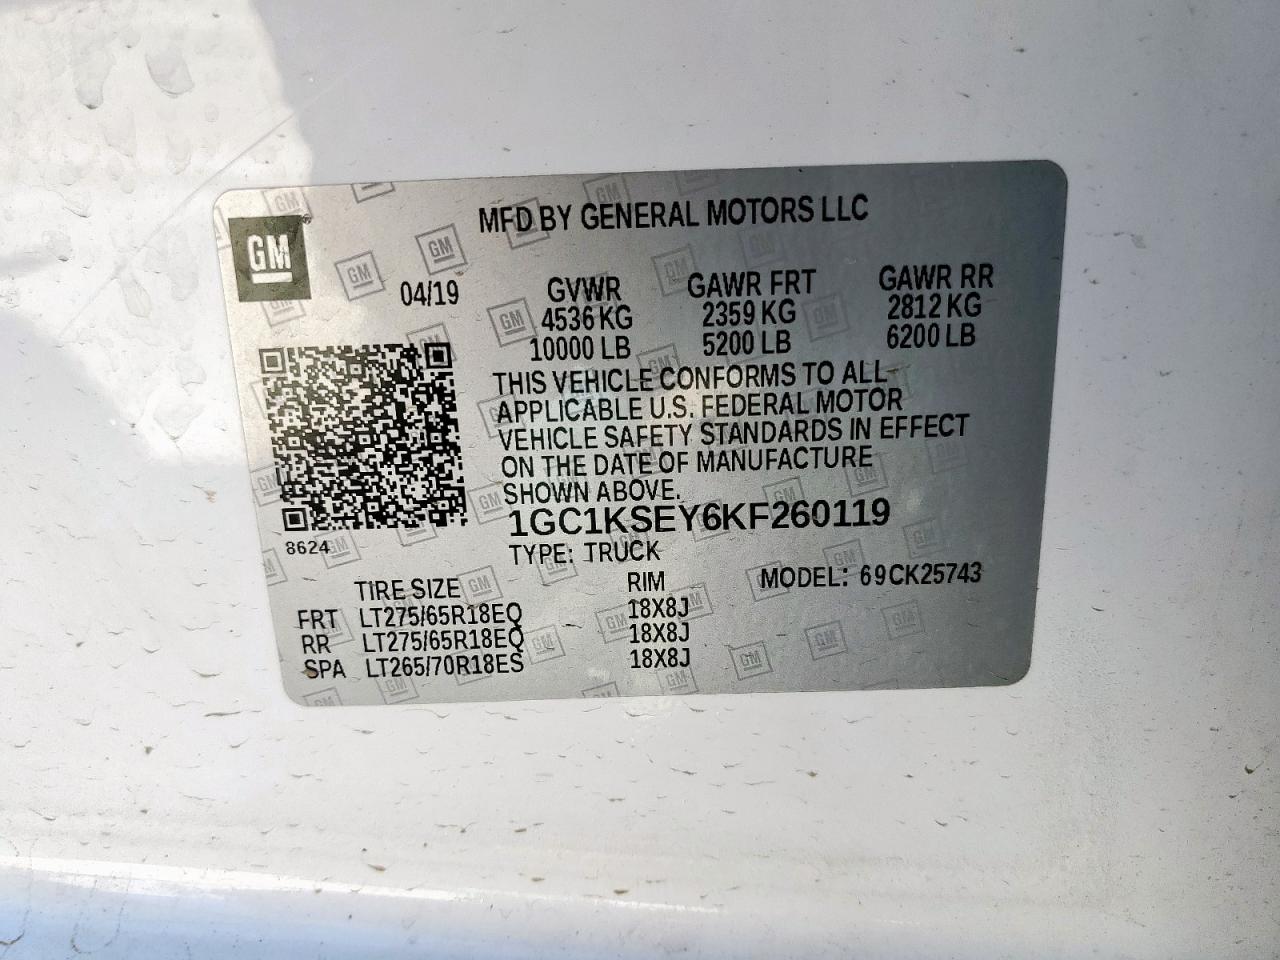 GM
MFD BY GENERAL MOTORS LLC
04/19
GVWR GAWR FRT GAWR RR
4536 KG 2359 KG 2812 KG
10000 LB 5200 LB 6200 LB
THIS VEHICLE CONFORMS TO ALL
APPLICABLE U.S. FEDERAL MOTOR
VEHICLE SAFETY STANDARDS IN EFFECT
ON THE DATE OF MANUFACTURE
SHOWN ABOVE.
1GC1KSEY6KF260119
8624
TYPE: TRUCK
TIRE SIZE RIM MODEL: 69CK25743
FRT LT275/65R18EQ 18X8J
RR LT275/65R18EQ 18X8J
SPA LT265/70R18ES 18X8J